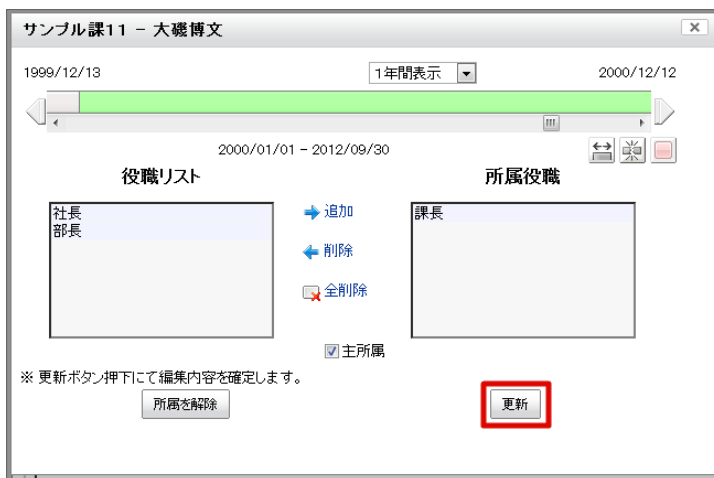 サンプル課11 - 大磯博文
1999/12/13 1年間表示 2000/12/12
2000/01/01 - 2012/09/30
役職リスト 所属役職
社長 追加 課長
部長
削除
全削除
主所属
※ 更新ボタン押下にて編集内容を確定します。
所属を解除 更新